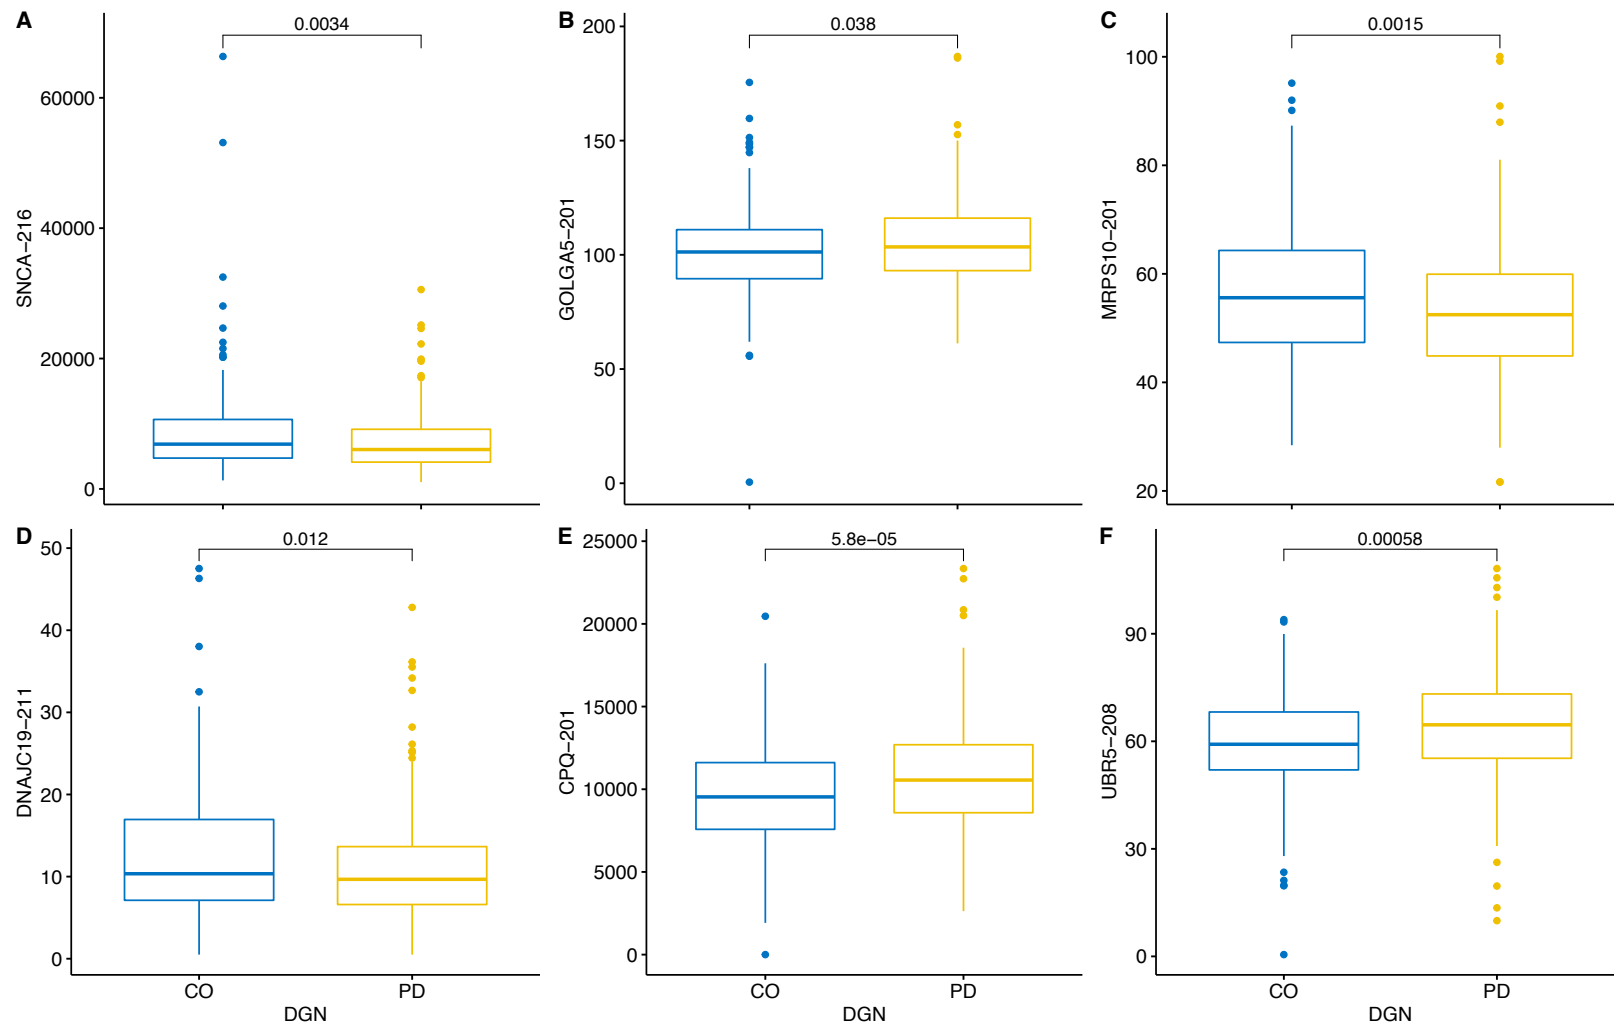 A
0.0034
SNCA−216
60000
40000
20000
0
B
0.038
GOLGA5−201
200
150
100
50
0
C
0.0015
MRPS10−201
100
80
60
40
20
D
0.012
DNAJC19−211
50
40
30
20
10
0
CO
PD
DGN
E
5.8e−05
CPQ−201
25000
20000
15000
10000
5000
0
CO
PD
DGN
F
0.00058
UBR5−208
90
60
30
0
CO
PD
DGN